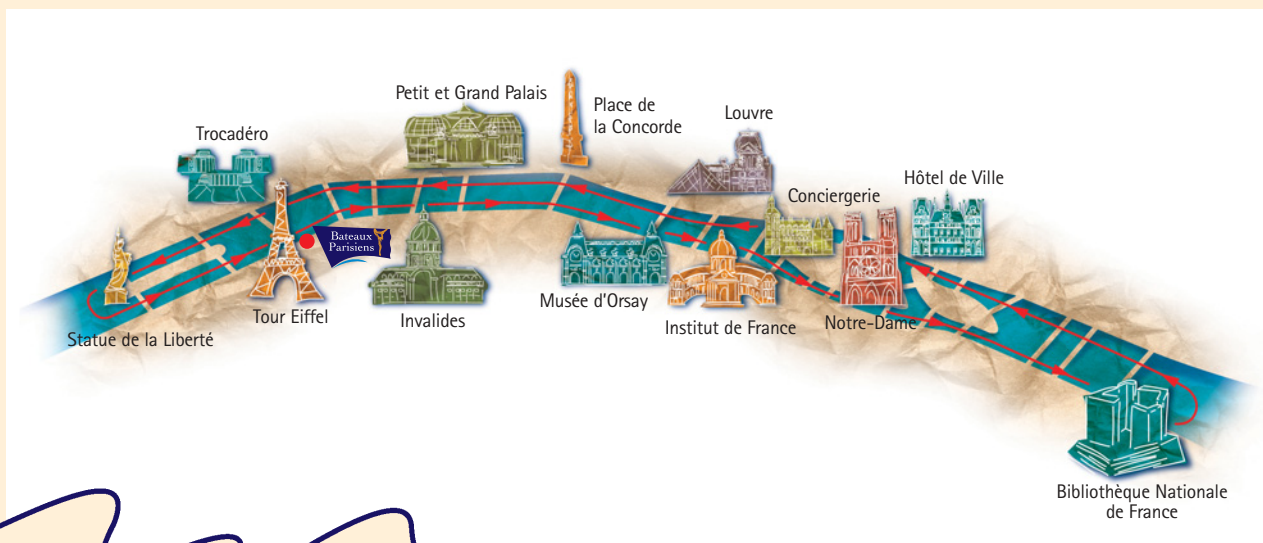 Petit et Grand Palais
Place de
la Concorde
Louvre
Trocadéro
Conciergerie
Hôtel de Ville
Bateaux
Parisiens
Statue de la Liberté
Tour Eiffel
Invalides
Musée d'Orsay
Institut de France
Notre-Dame
Bibliothèque Nationale
de France